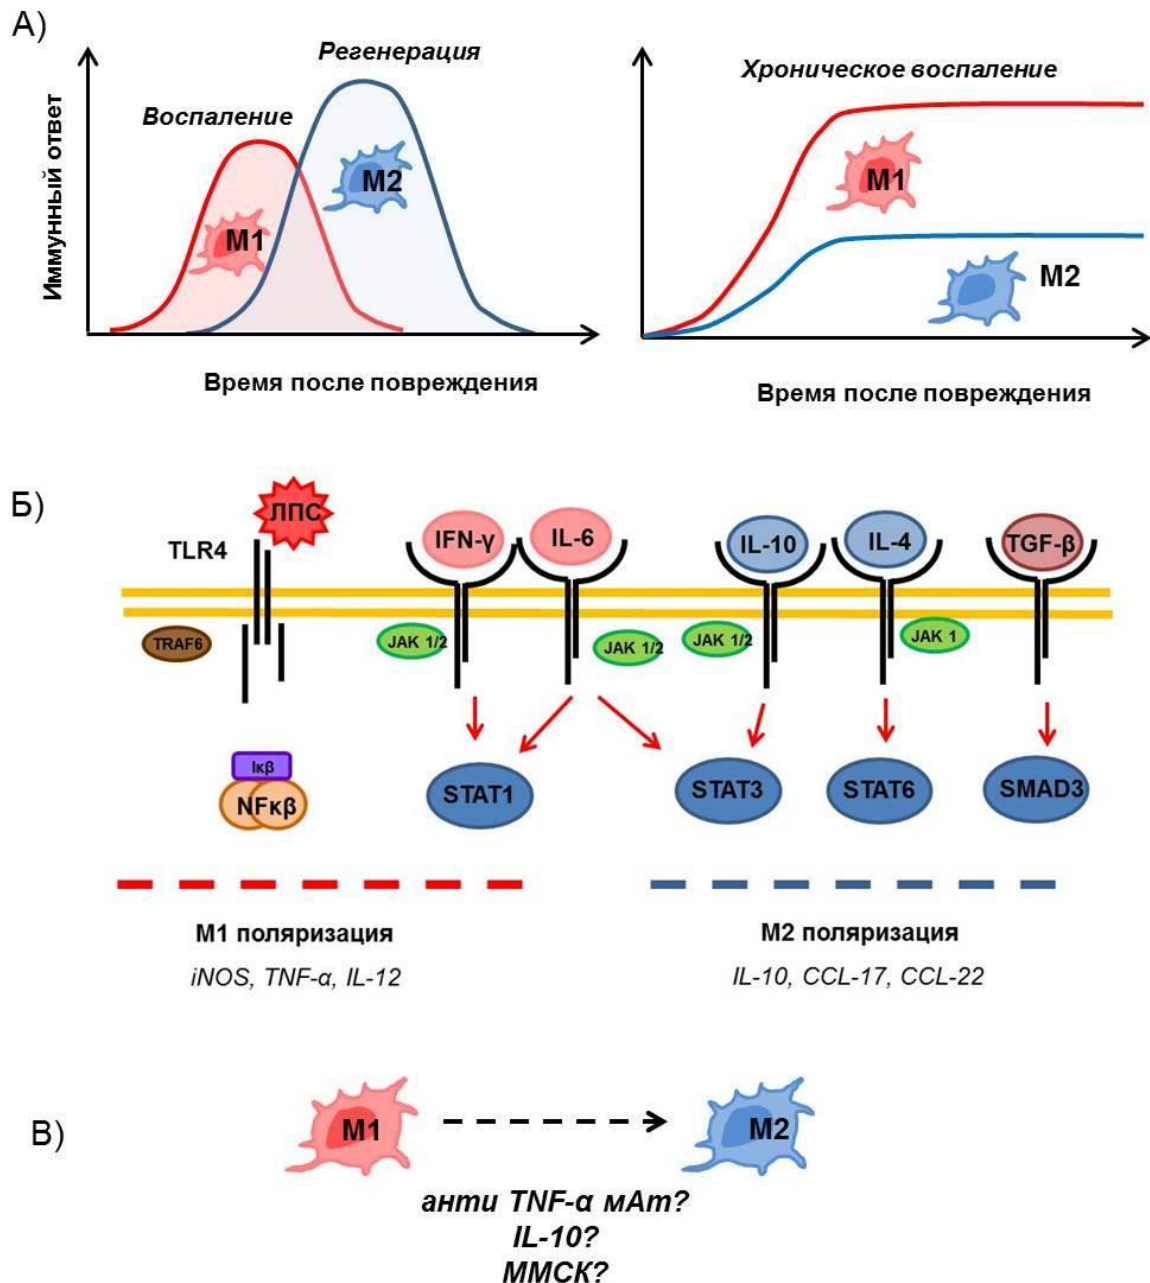 А)
Иммунный ответ
Воспаление
Регенерация
M1
M2
Время после повреждения
Хроническое воспаление
M1
M2
Время после повреждения
Б)
TLR4
ЛПС
IFN-γ
IL-6
IL-10
IL-4
TGF-β
TRAF6
JAK 1/2
JAK 1/2
JAK 1/2
JAK 1
Iκβ
NFκβ
STAT1
STAT3
STAT6
SMAD3
М1 поляризация
iNOS, TNF-α, IL-12
М2 поляризация
IL-10, CCL-17, CCL-22
В)
M1
M2
анти TNF-α мАт?
IL-10?
ММСК?